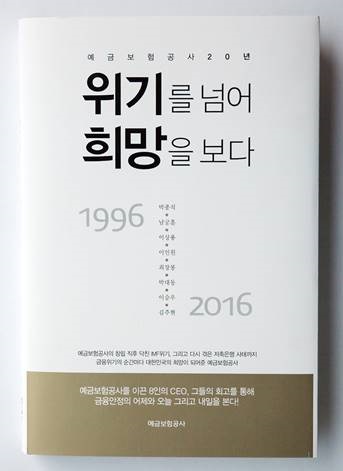 예금보험공사 20년
위기를 넘어
희망을 보다
1996
박종석
남궁훈
이상용
이인원
최장봉
박대동
이승우
김주현
2016
예금보험공사의 창립 직후 닥친 IMF위기, 그리고 다시 겪은 저축은행 사태까지
금융위기의 순간마다 대한민국의 희망이 되어준 예금보험공사
예금보험공사를 이끈 8인의 CEO, 그들의 회고를 통해
금융안정의 어제와 오늘 그리고 내일을 본다!
예금보험공사